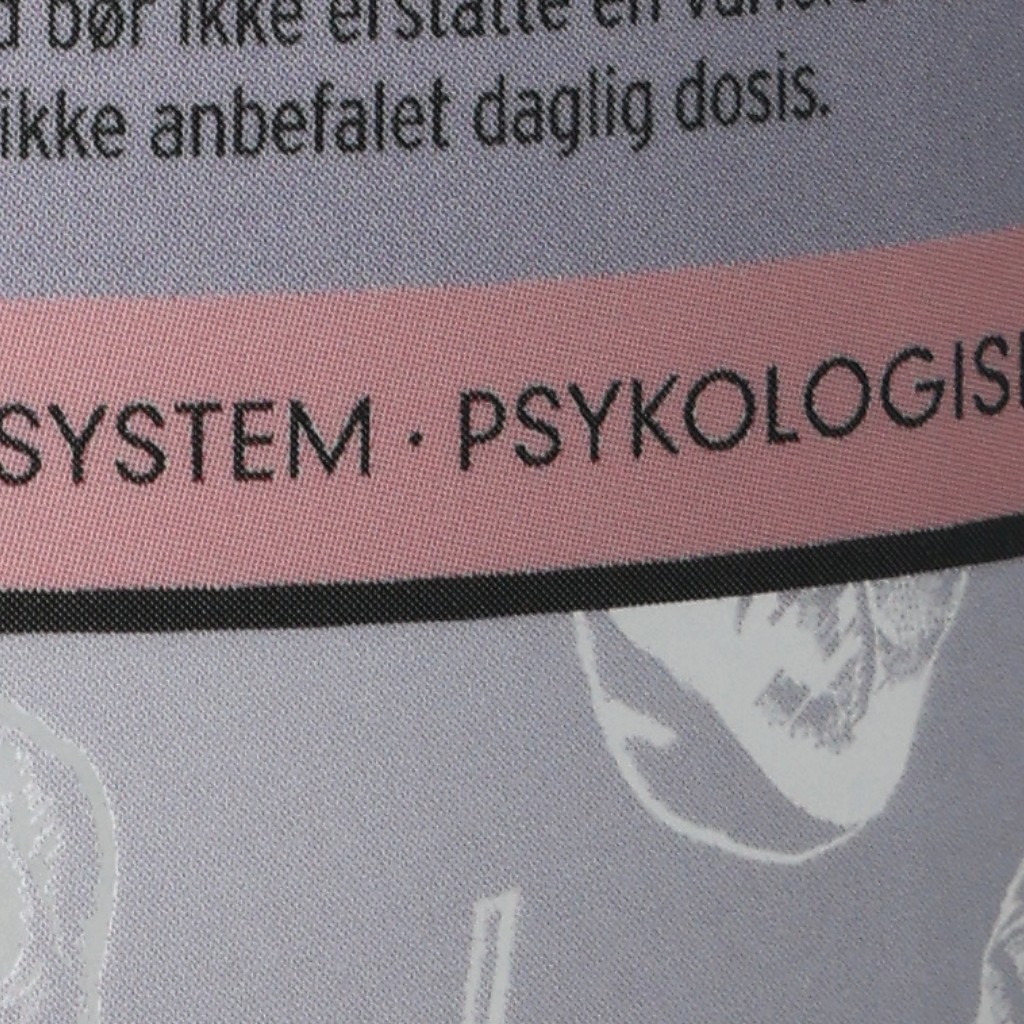 bør ikke erstatte en
ikke anbefalet daglig dosis.
SYSTEM · PSYKOLOGIS